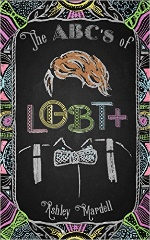 The ABC's of
LGBT+
Ashley Mardell